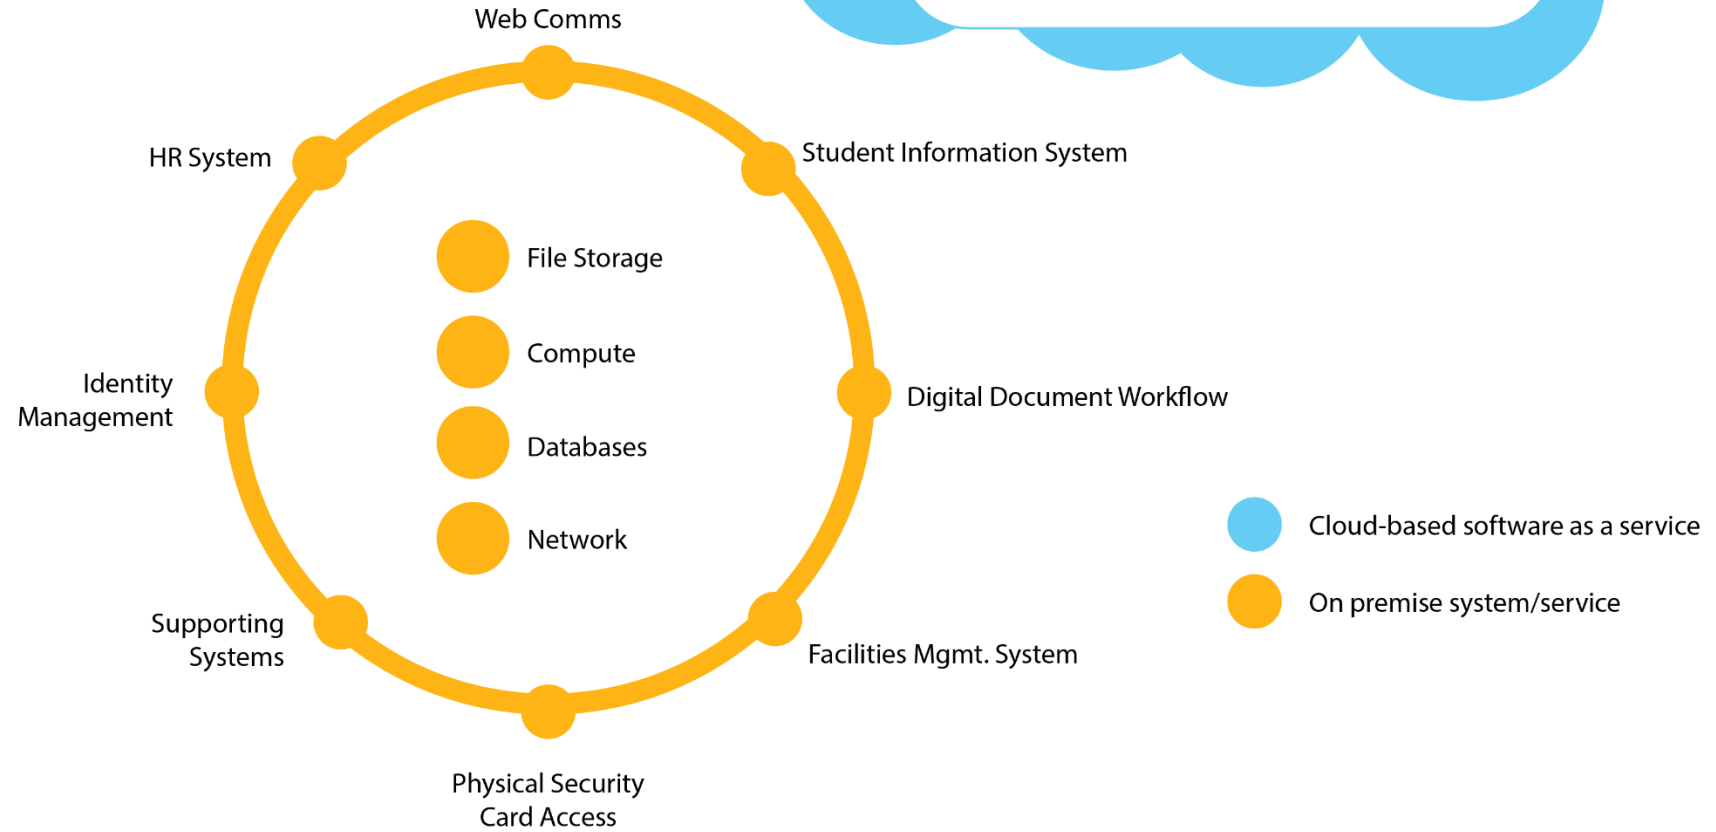 Web Comms
HR System
Student Information System
File Storage
Compute
Identity
Management
Digital Document Workflow
Databases
Network
Cloud-based software as a service
On premise system/service
Supporting
Systems
Facilities Mgmt. System
Physical Security
Card Access